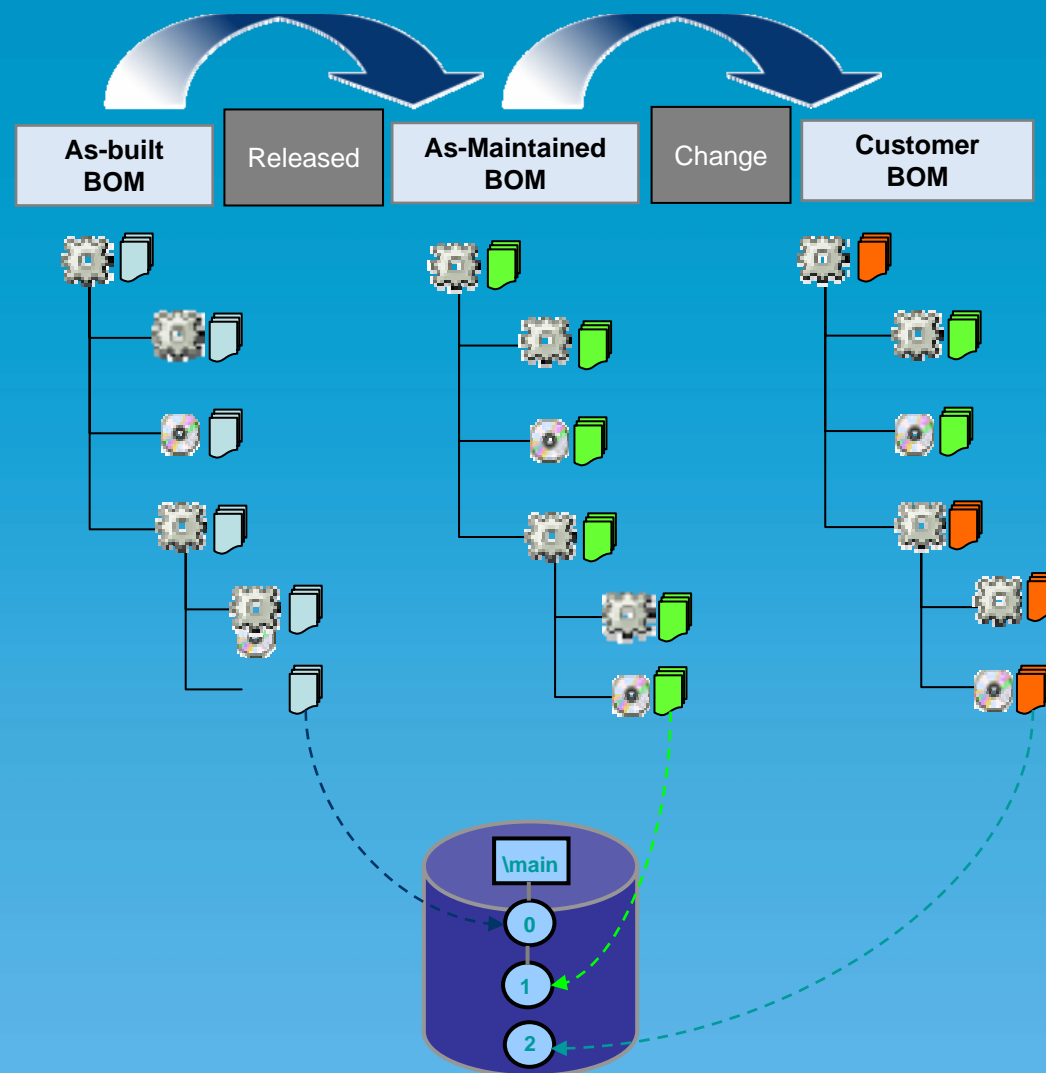 As-built
BOM
Released
As-Maintained
BOM
Change
Customer
BOM
\main
0
1
2